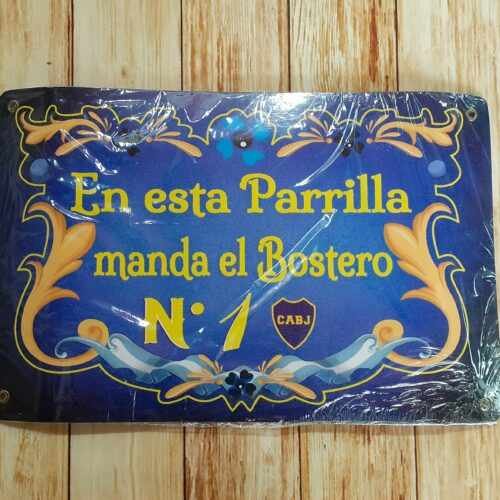 En esta Parrilla
manda el Bostero
N° 1 CABJ